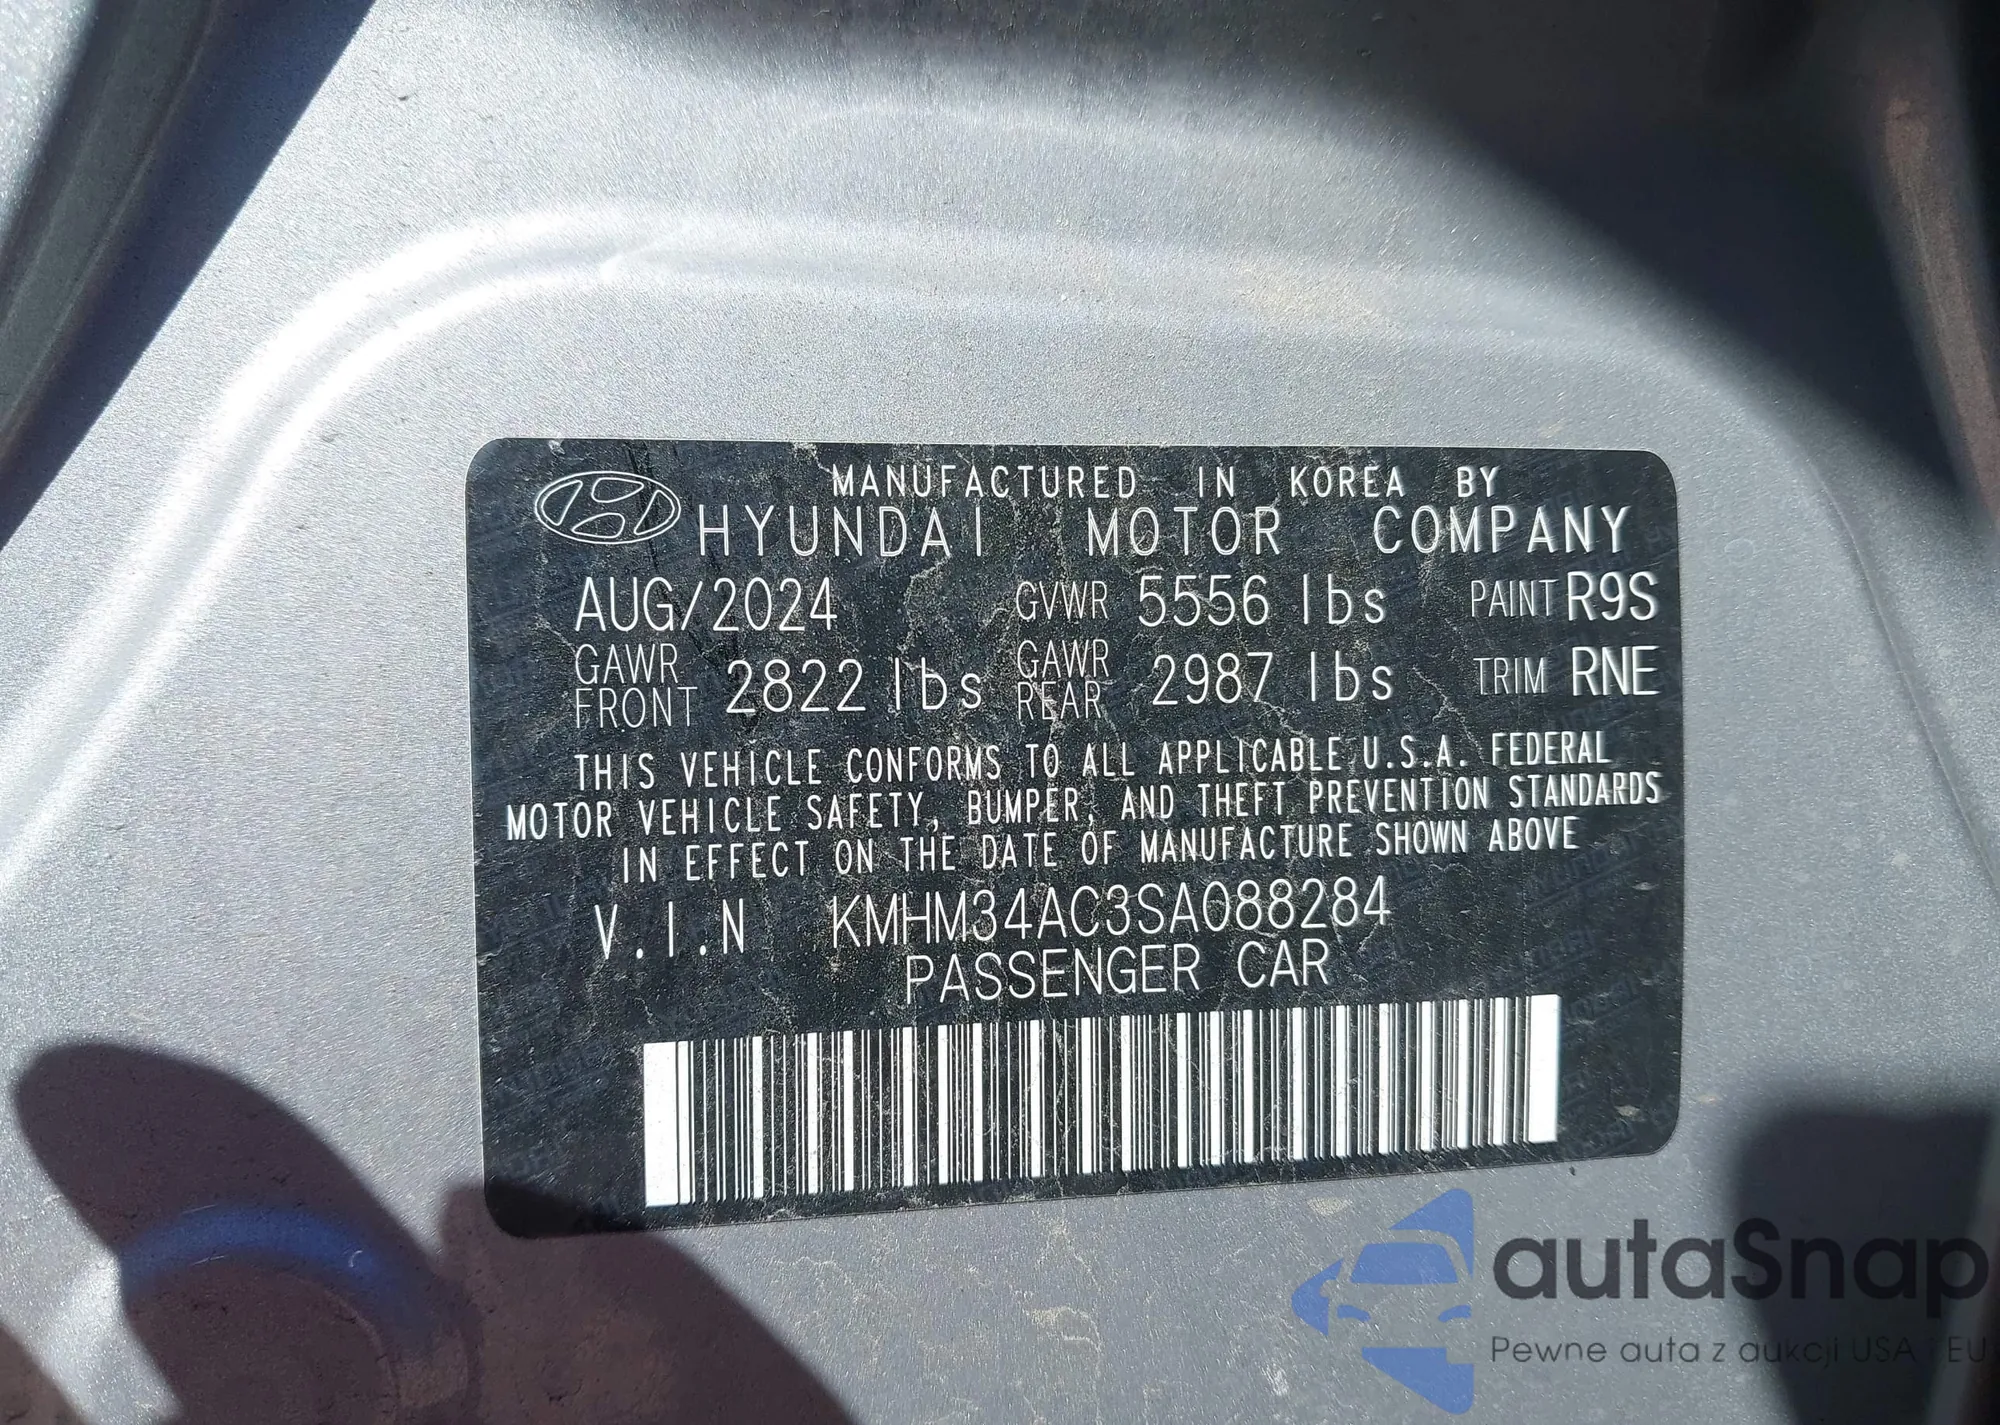 MANUFACTURED IN KOREA BY
HYUNDAI MOTOR COMPANY
AUG/2024 GVWR 5556 lbs PAINT R9S
GAWR FRONT 2822 lbs GAWR REAR 2987 lbs TRIM RNE
THIS VEHICLE CONFORMS TO ALL APPLICABLE U.S.A. FEDERAL
MOTOR VEHICLE SAFETY, BUMPER, AND THEFT PREVENTION STANDARDS
IN EFFECT ON THE DATE OF MANUFACTURE SHOWN ABOVE
V.I.N KMHM34AC3SA088284
PASSENGER CAR
autaSnap
Pewne auta z aukcji USA i EU